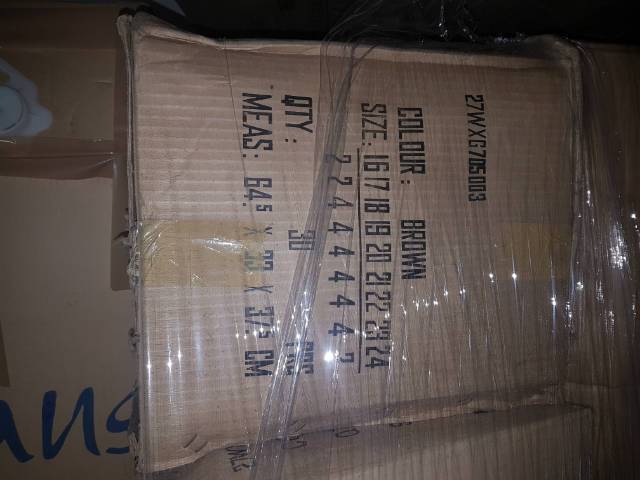 27WXG705003
COLOUR : BROWN
SIZE: 16 17 18 19 20 21 22 23 24
2 2 4 4 4 4 4 4 2
QTY : 30 PRS
MEAS: 64.5 X X 37.5 CM